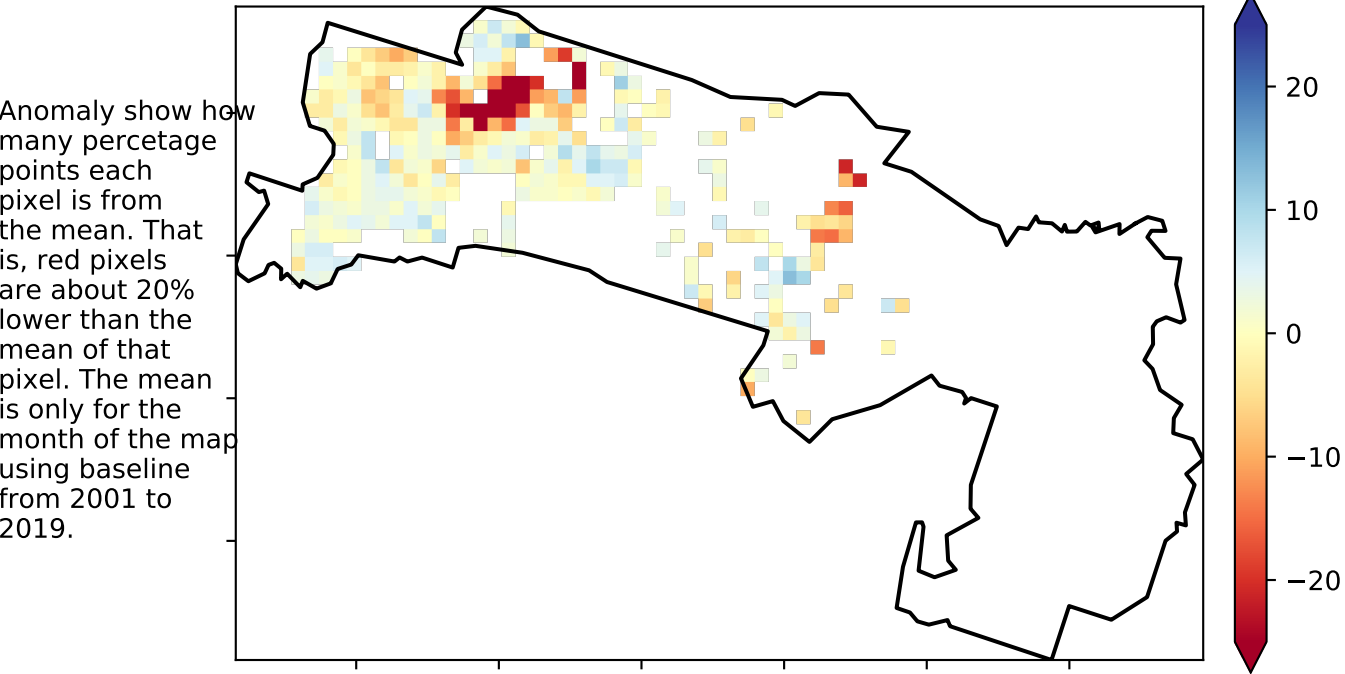 Anomaly show how
many percetage
points each
pixel is from
the mean. That
is, red pixels
are about 20%
lower than the
mean of that
pixel. The mean
is only for the
month of the map
using baseline
from 2001 to
2019.
20
10
0
−10
−20